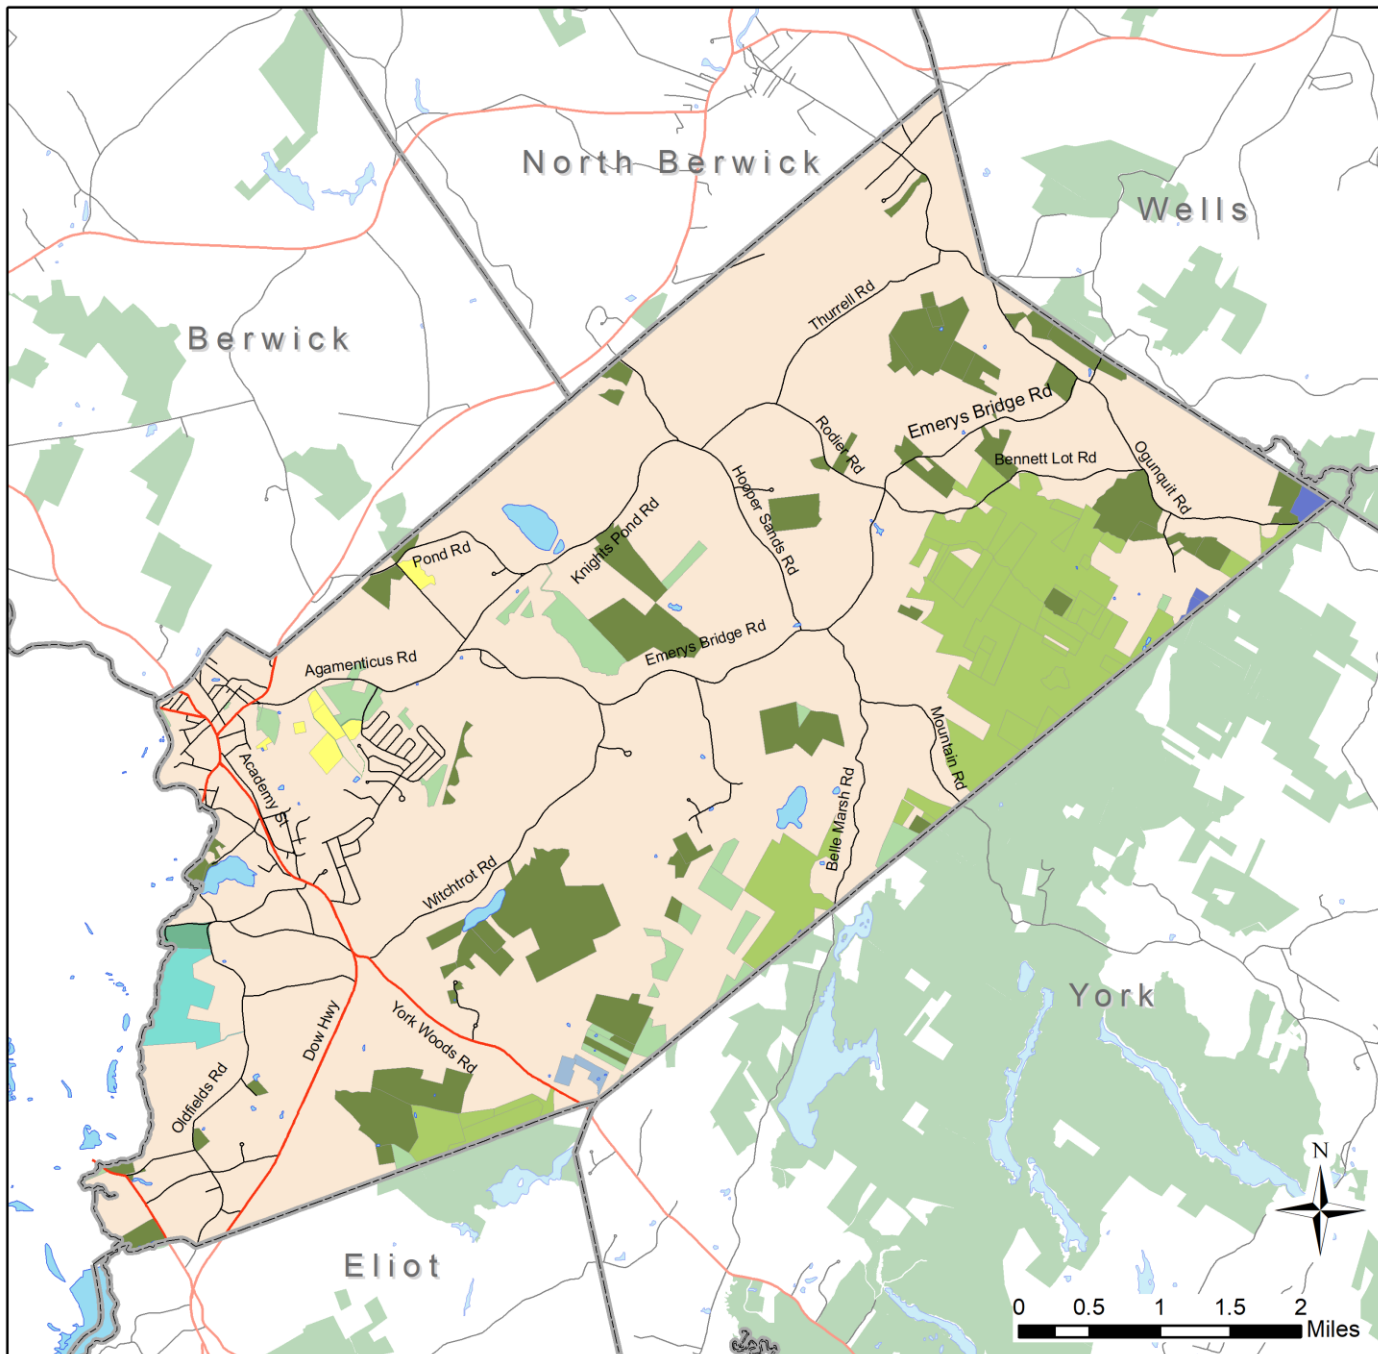 North Berwick
Wells
Berwick
Thurrell Rd
Emerys Bridge Rd
Rodier Rd
Bennett Lot Rd
Ogunquit Rd
Hooper Sands Rd
Knights Pond Rd
Pond Rd
Emerys Bridge Rd
Agamenticus Rd
Mountain Rd
Academy St
Belle Marsh Rd
Witchtrot Rd
York
Dow Hwy
York Woods Rd
Oldfields Rd
N
Eliot
0 0.5 1 1.5 2
Miles